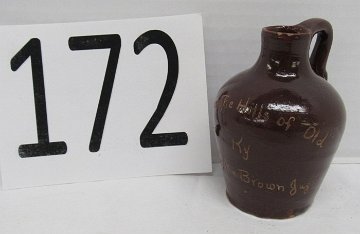 172
The Hills of Old
Ky
Brown Jug